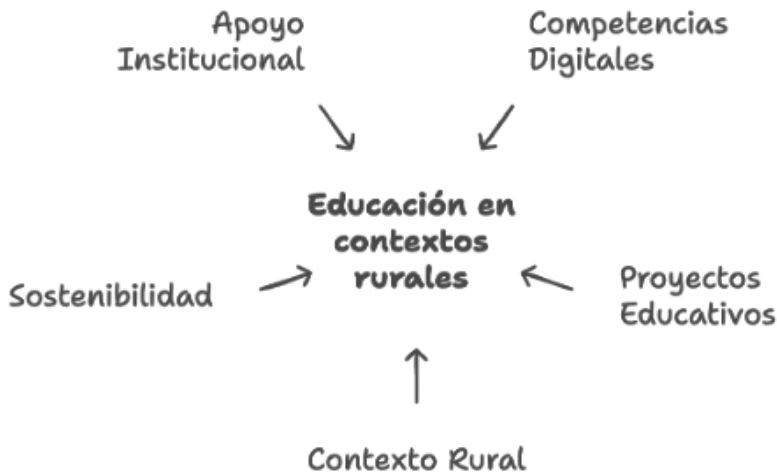 Apoyo
Institucional
Competencias
Digitales
Educación en
contextos
rurales
Sostenibilidad
Proyectos
Educativos
Contexto Rural